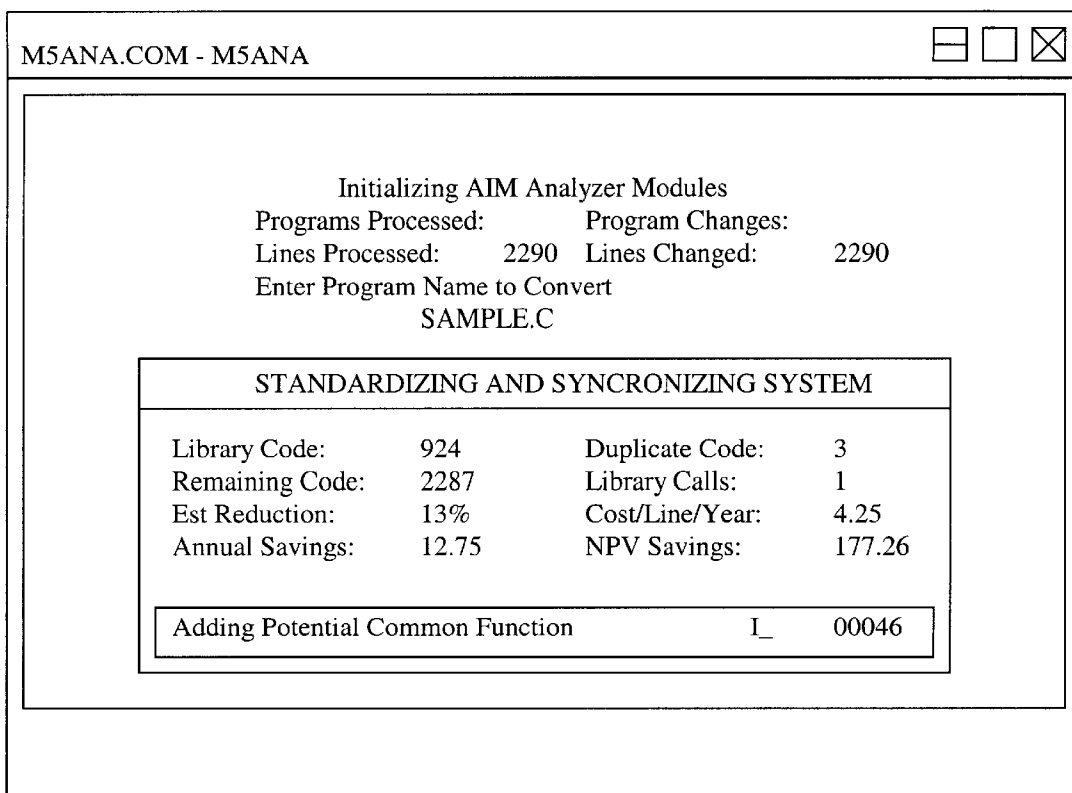 M5ANA.COM - M5ANA
Initializing AIM Analyzer Modules
Programs Processed: Program Changes:
Lines Processed: 2290 Lines Changed: 2290
Enter Program Name to Convert
SAMPLE.C
STANDARDIZING AND SYNCRONIZING SYSTEM
Library Code: 924 Duplicate Code: 3
Remaining Code: 2287 Library Calls: 1
Est Reduction: 13% Cost/Line/Year: 4.25
Annual Savings: 12.75 NPV Savings: 177.26
Adding Potential Common Function I_ 00046